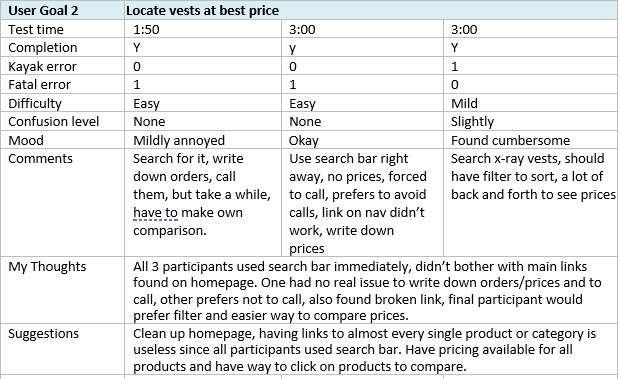 User Goal 2 Locate vests at best price
Test time 1:50 3:00 3:00
Completion Y y Y
Kayak error 0 0 1
Fatal error 1 1 0
Difficulty Easy Easy Mild
Confusion level None None Slightly
Mood Mildly annoyed Okay Found cumbersome
Comments
Search for it, write
down orders, call
them, but take a while,
have to make own
comparison.
Use search bar right
away, no prices, forced
to call, prefers to avoid
calls, link on nav didn't
work, write down
prices
Search x-ray vests, should
have filter to sort, a lot of
back and forth to see prices
My Thoughts
All 3 participants used search bar immediately, didn't bother with main links
found on homepage. One had no real issue to write down orders/prices and to
call, other prefers not to call, also found broken link, final participant would
prefer filter and easier way to compare prices.
Suggestions
Clean up homepage, having links to almost every single product or category is
useless since all participants used search bar. Have pricing available for all
products and have way to click on products to compare.